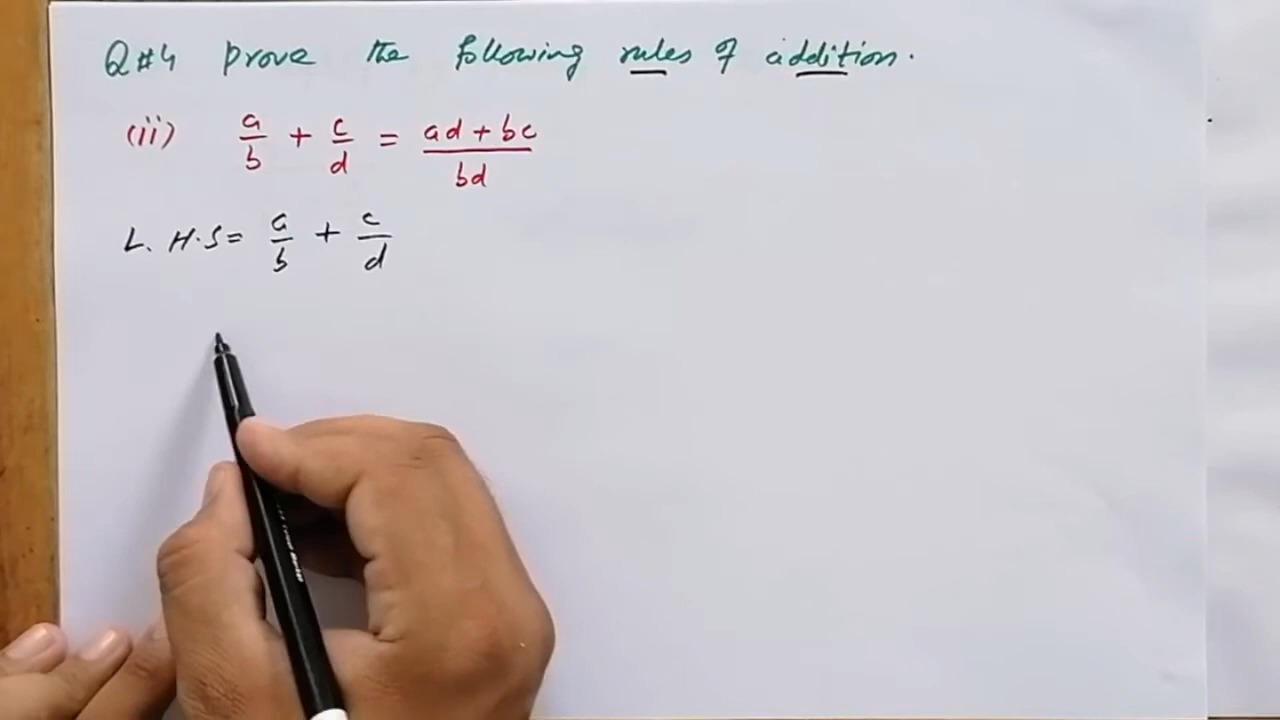 Q#4 prove the following rules of addition.
(ii) a/b + c/d = (ad + bc)/bd
L.H.S = a/b + c/d